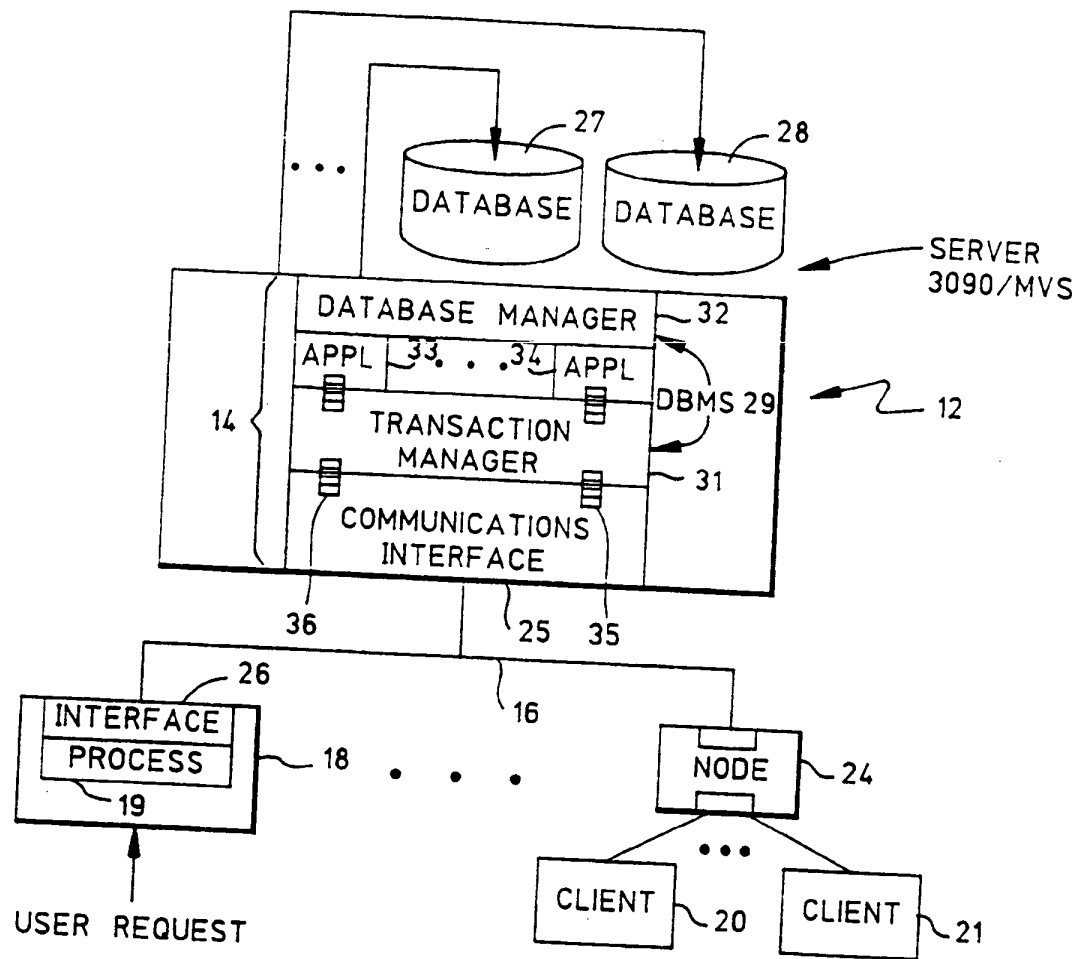 27
28
DATABASE
DATABASE
SERVER
3090/MVS
DATABASE MANAGER
32
APPL
33
34
APPL
DBMS 29
12
14
TRANSACTION
MANAGER
31
COMMUNICATIONS
INTERFACE
36
25
35
26
16
INTERFACE
PROCESS
18
NODE
24
19
CLIENT
20
CLIENT
21
USER REQUEST